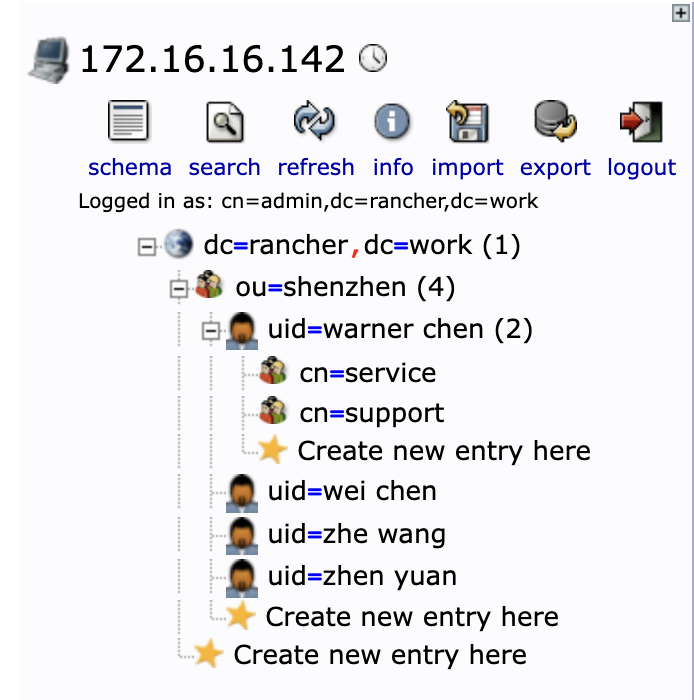 172.16.16.142
schema search refresh info import export logout
Logged in as: cn=admin,dc=rancher,dc=work
dc=rancher,dc=work (1)
ou=shenzhen (4)
uid=warner chen (2)
cn=service
cn=support
Create new entry here
uid=wei chen
uid=zhe wang
uid=zhen yuan
Create new entry here
Create new entry here